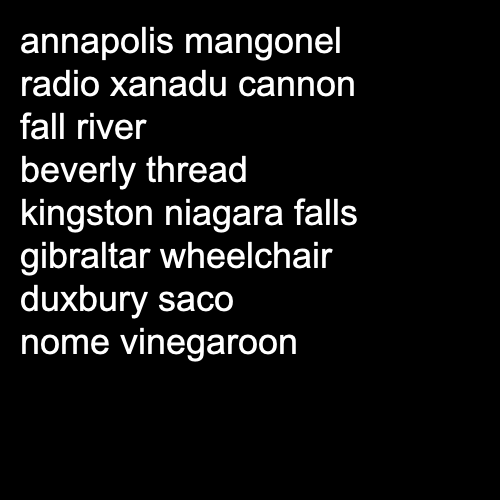 annapolis mangonel
radio xanadu cannon
fall river
beverly thread
kingston niagara falls
gibraltar wheelchair
duxbury saco
nome vinegaroon